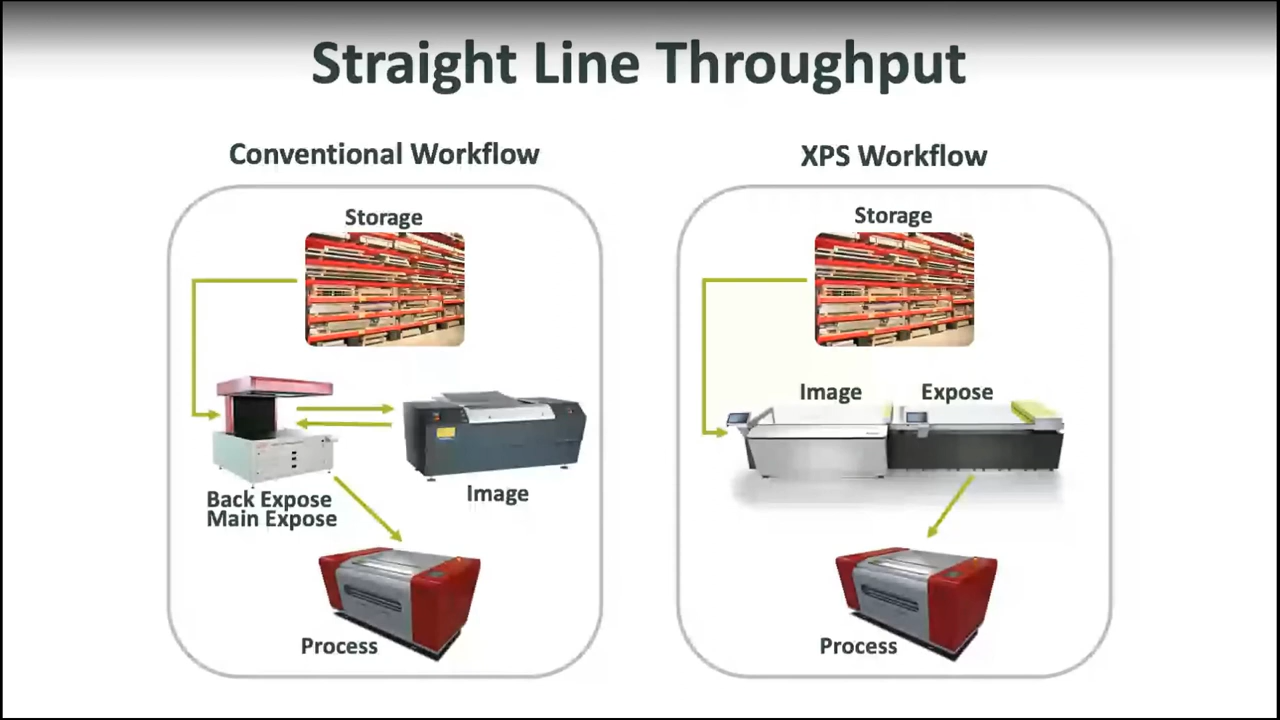 Straight Line Throughput
Conventional Workflow
Storage
Back Expose
Main Expose
Image
Process
XPS Workflow
Storage
Image
Expose
Process